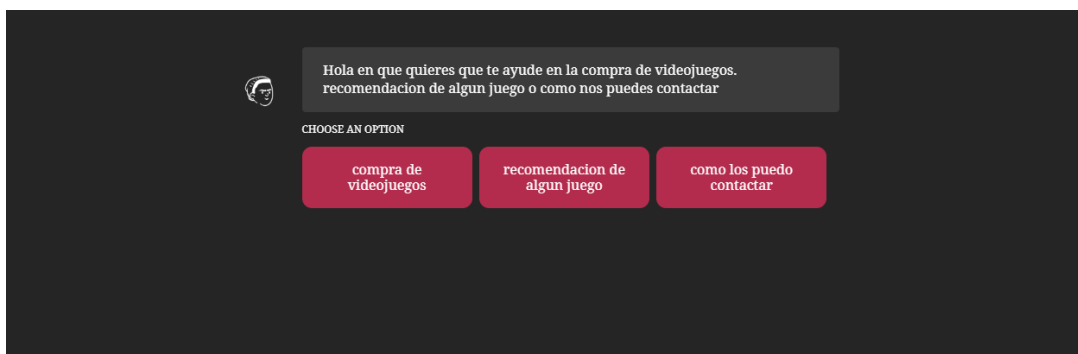 Hola en que quieres que te ayude en la compra de videojuegos.
recomendacion de algun juego o como nos puedes contactar
CHOOSE AN OPTION
compra de
videojuegos
recomendacion de
algun juego
como los puedo
contactar